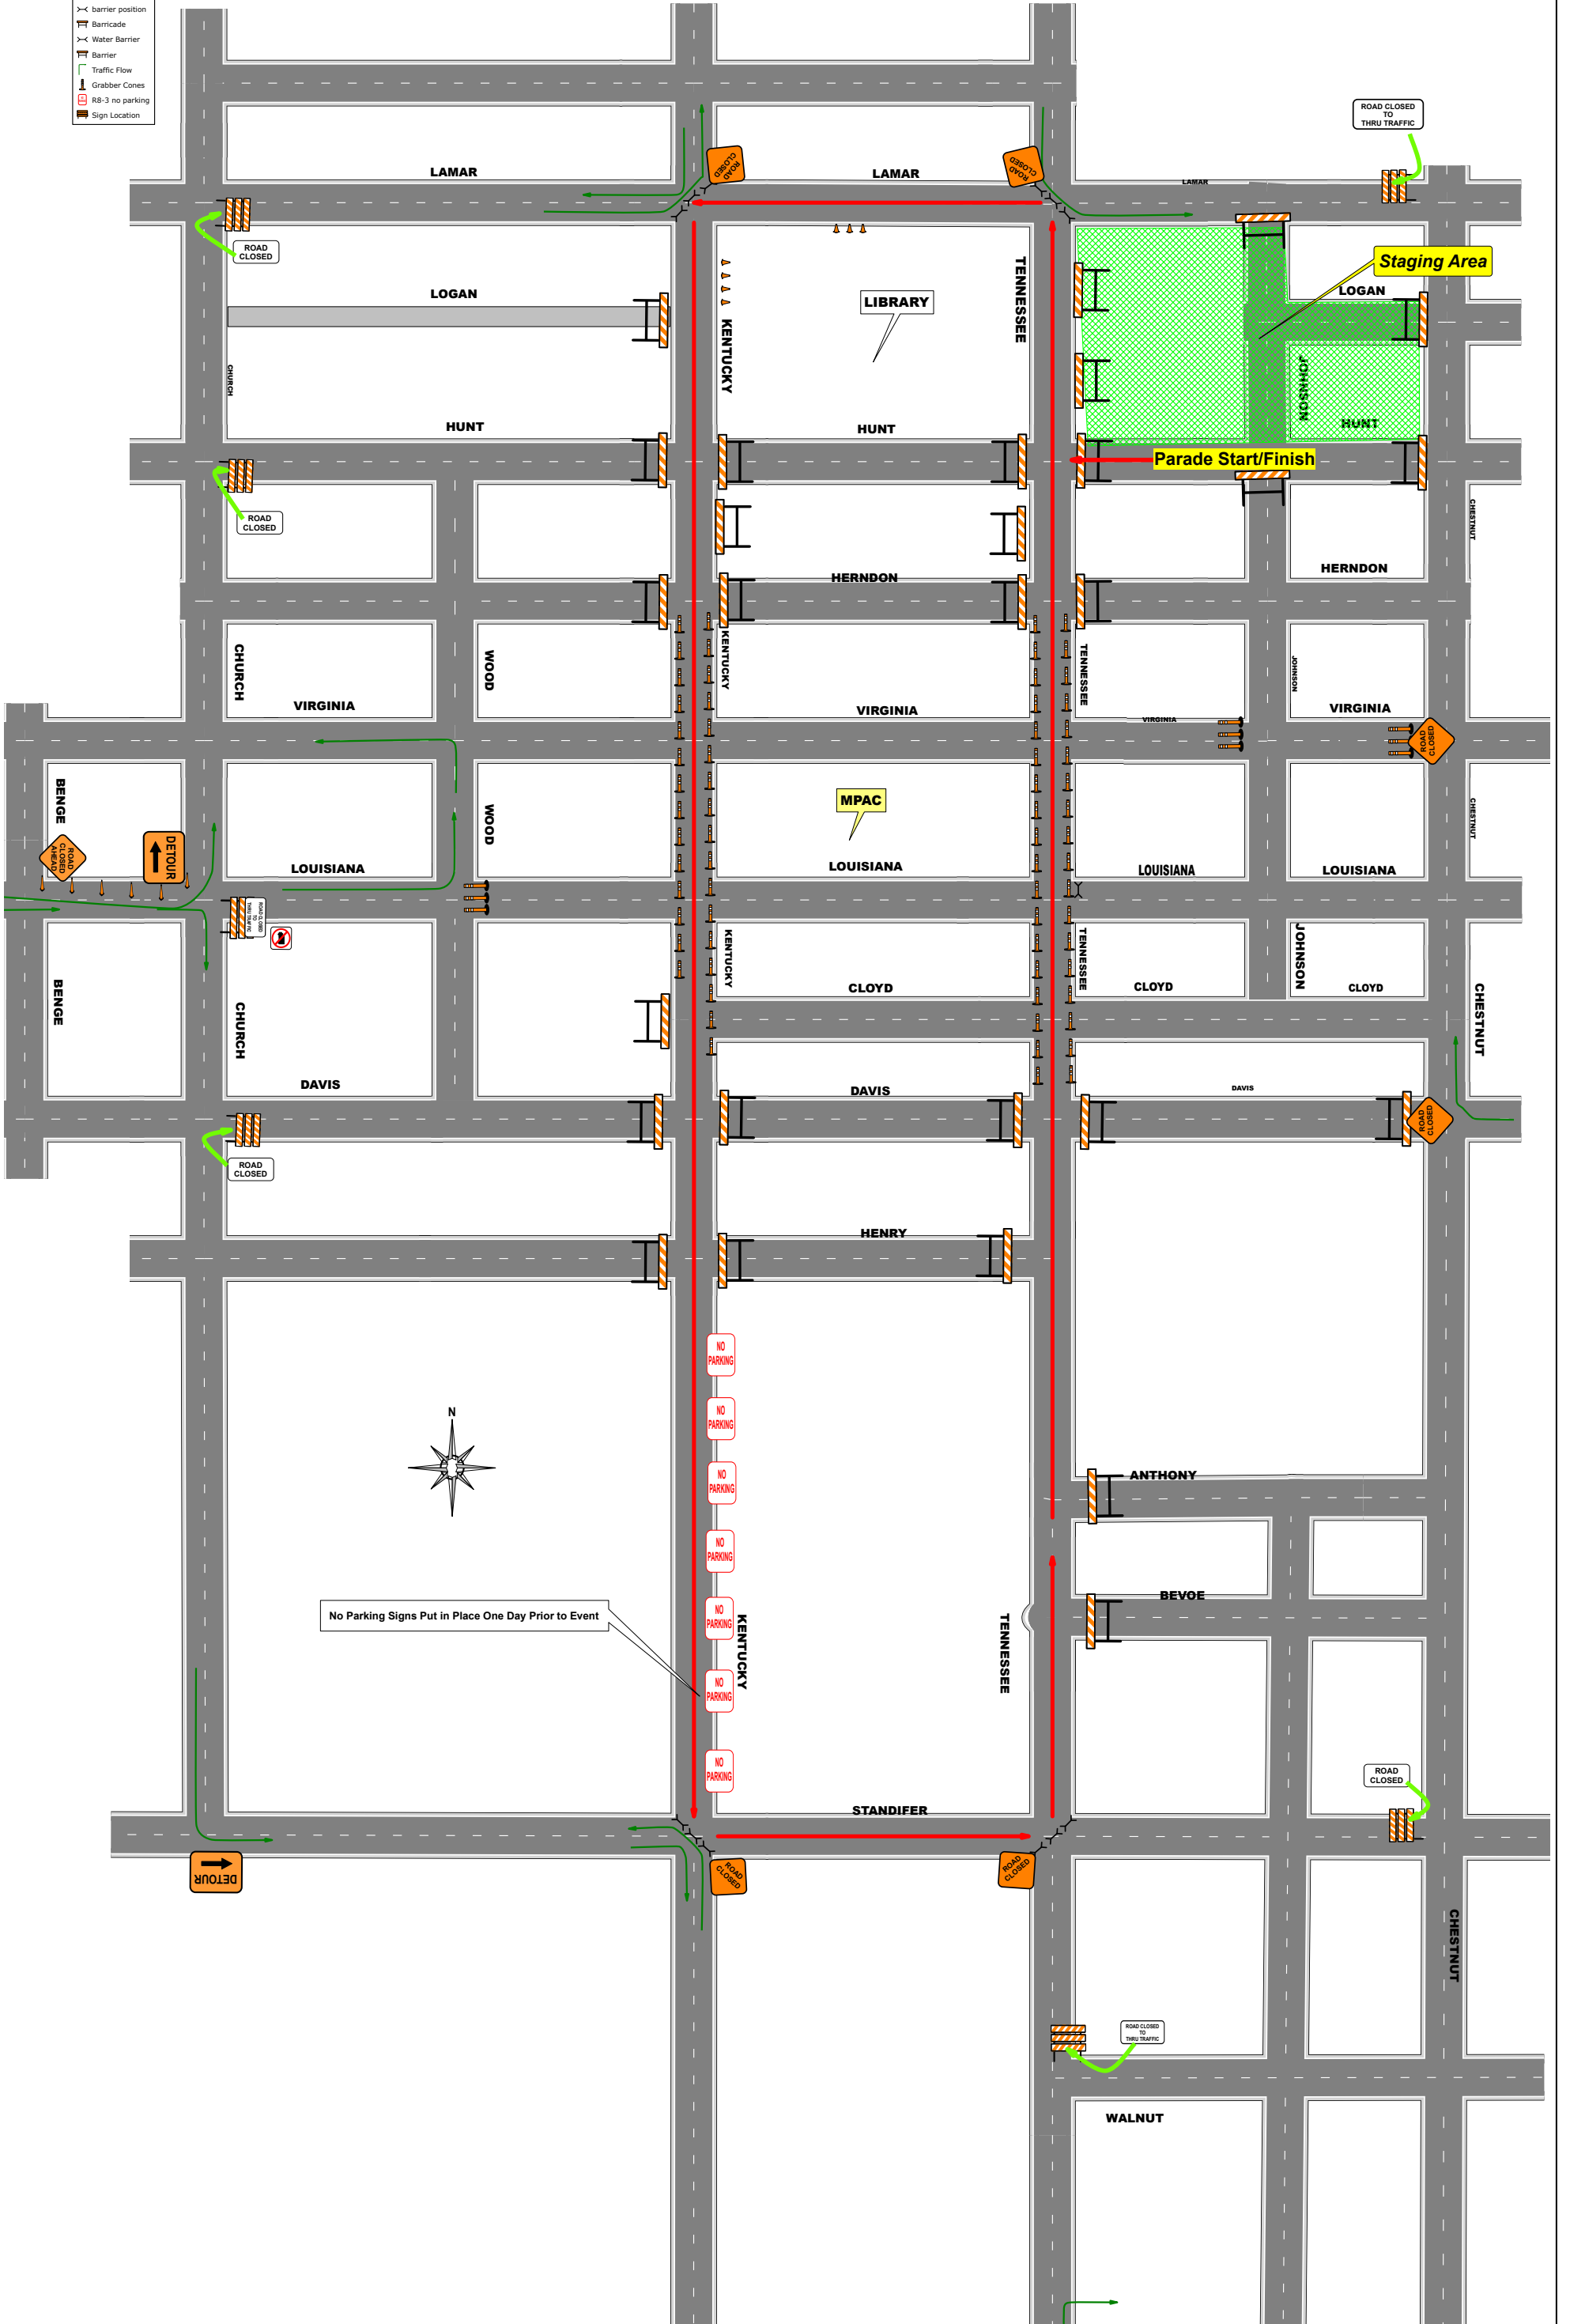 barrier position
Barricade
Water Barrier
Barrier
Traffic Flow
Grabber Cones
R8-3 no parking
Sign Location
ROAD CLOSED
TO
THRU TRAFFIC
LAMAR
ROAD
CLOSED
LAMAR
ROAD
CLOSED
LAMAR
ROAD
CLOSED
Staging Area
LOGAN
LOGAN
LIBRARY
TENNESSEE
KENTUCKY
CHURCH
JOHNSON
HUNT
HUNT
HUNT
Parade Start/Finish
ROAD
CLOSED
CHESTNUT
HERNDON
HERNDON
CHURCH
WOOD
KENTUCKY
TENNESSEE
JOHNSON
VIRGINIA
VIRGINIA
VIRGINIA
VIRGINIA
ROAD
CLOSED
BENGE
WOOD
MPAC
CHESTNUT
ROAD
CLOSED
AHEAD
DETOUR
LOUISIANA
LOUISIANA
LOUISIANA
LOUISIANA
ROAD CLOSED
TO
THRU TRAFFIC
BENGE
CHURCH
KENTUCKY
TENNESSEE
JOHNSON
CLOYD
CLOYD
CLOYD
CHESTNUT
DAVIS
DAVIS
DAVIS
ROAD
CLOSED
ROAD
CLOSED
HENRY
NO
PARKING
NO
PARKING
N
NO
PARKING
ANTHONY
NO
PARKING
BEVOE
NO
PARKING
No Parking Signs Put in Place One Day Prior to Event
KENTUCKY
TENNESSEE
NO
PARKING
NO
PARKING
ROAD
CLOSED
STANDIFER
DETOUR
ROAD
CLOSED
ROAD
CLOSED
CHESTNUT
ROAD CLOSED
TO
THRU TRAFFIC
WALNUT